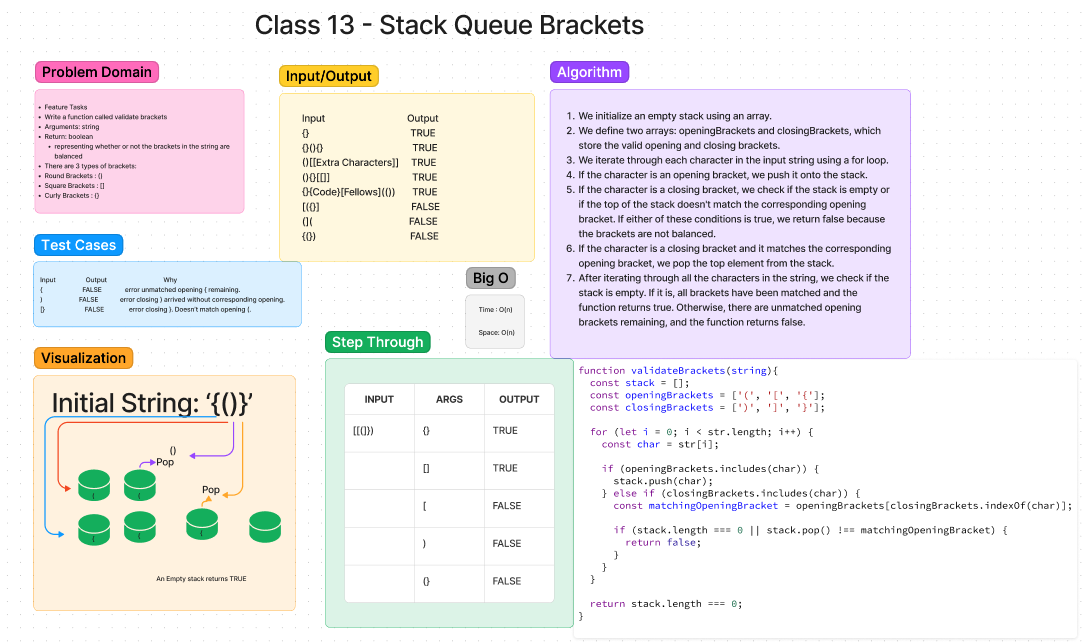 Class 13 - Stack Queue Brackets
Problem Domain
Feature Tasks
Write a function called validate brackets
Arguments: string
Return: boolean
representing whether or not the brackets in the string are
balanced
There are 3 types of brackets:
Round Brackets : ()
Square Brackets : []
Curly Brackets : {}
Input/Output
Input Output
{} TRUE
{}(){} TRUE
()[[Extra Characters]] TRUE
(){}[[]] TRUE
{}{Code}[Fellows](()) TRUE
[({}] FALSE
(]( FALSE
{(}) FALSE
Algorithm
1. We initialize an empty stack using an array.
2. We define two arrays: openingBrackets and closingBrackets, which
store the valid opening and closing brackets.
3. We iterate through each character in the input string using a for loop.
4. If the character is an opening bracket, we push it onto the stack.
5. If the character is a closing bracket, we check if the stack is empty or
if the top of the stack doesn't match the corresponding opening
bracket. If either of these conditions is true, we return false because
the brackets are not balanced.
6. If the character is a closing bracket and it matches the corresponding
opening bracket, we pop the top element from the stack.
7. After iterating through all the characters in the string, we check if the
stack is empty. If it is, all brackets have been matched and the
function returns true. Otherwise, there are unmatched opening
brackets remaining, and the function returns false.
Test Cases
Input Output Why
{ FALSE error unmatched opening { remaining.
) FALSE error closing ) arrived without corresponding opening.
[} FALSE error closing }. Doesn't match opening (.
Big O
Time : O(n)
Space: O(n)
Visualization
Initial String: '{()}'
()
Pop
Pop
An Empty stack returns TRUE
Step Through
INPUT ARGS OUTPUT
[[(]}) {} TRUE
[] TRUE
[ FALSE
) FALSE
(} FALSE
function validateBrackets(string){
const stack = [];
const openingBrackets = ['(', '[', '{'];
const closingBrackets = [')', ']', '}'];
for (let i = 0; i < str.length; i++) {
const char = str[i];
if (openingBrackets.includes(char)) {
stack.push(char);
} else if (closingBrackets.includes(char)) {
const matchingOpeningBracket = openingBrackets[closingBrackets.indexOf(char)];
if (stack.length === 0 || stack.pop() !== matchingOpeningBracket) {
return false;
}
}
}
return stack.length === 0;
}